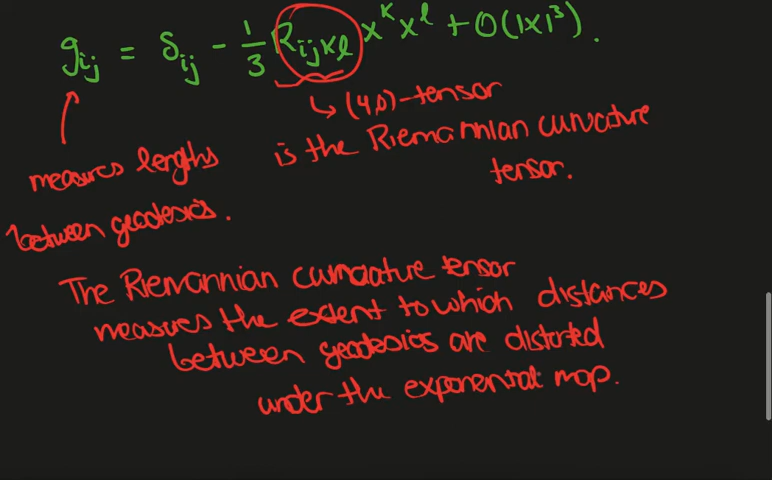 g_ij = δ_ij - 1/3 R_ijkl x^k x^l + O(|x|^3).
↳ (4,0)-tensor
is the Riemannian curvature
tensor.
measures lengths
between geodesics.
The Riemannian curvature tensor
measures the extent to which distances
between geodesics are distorted
under the exponential map.